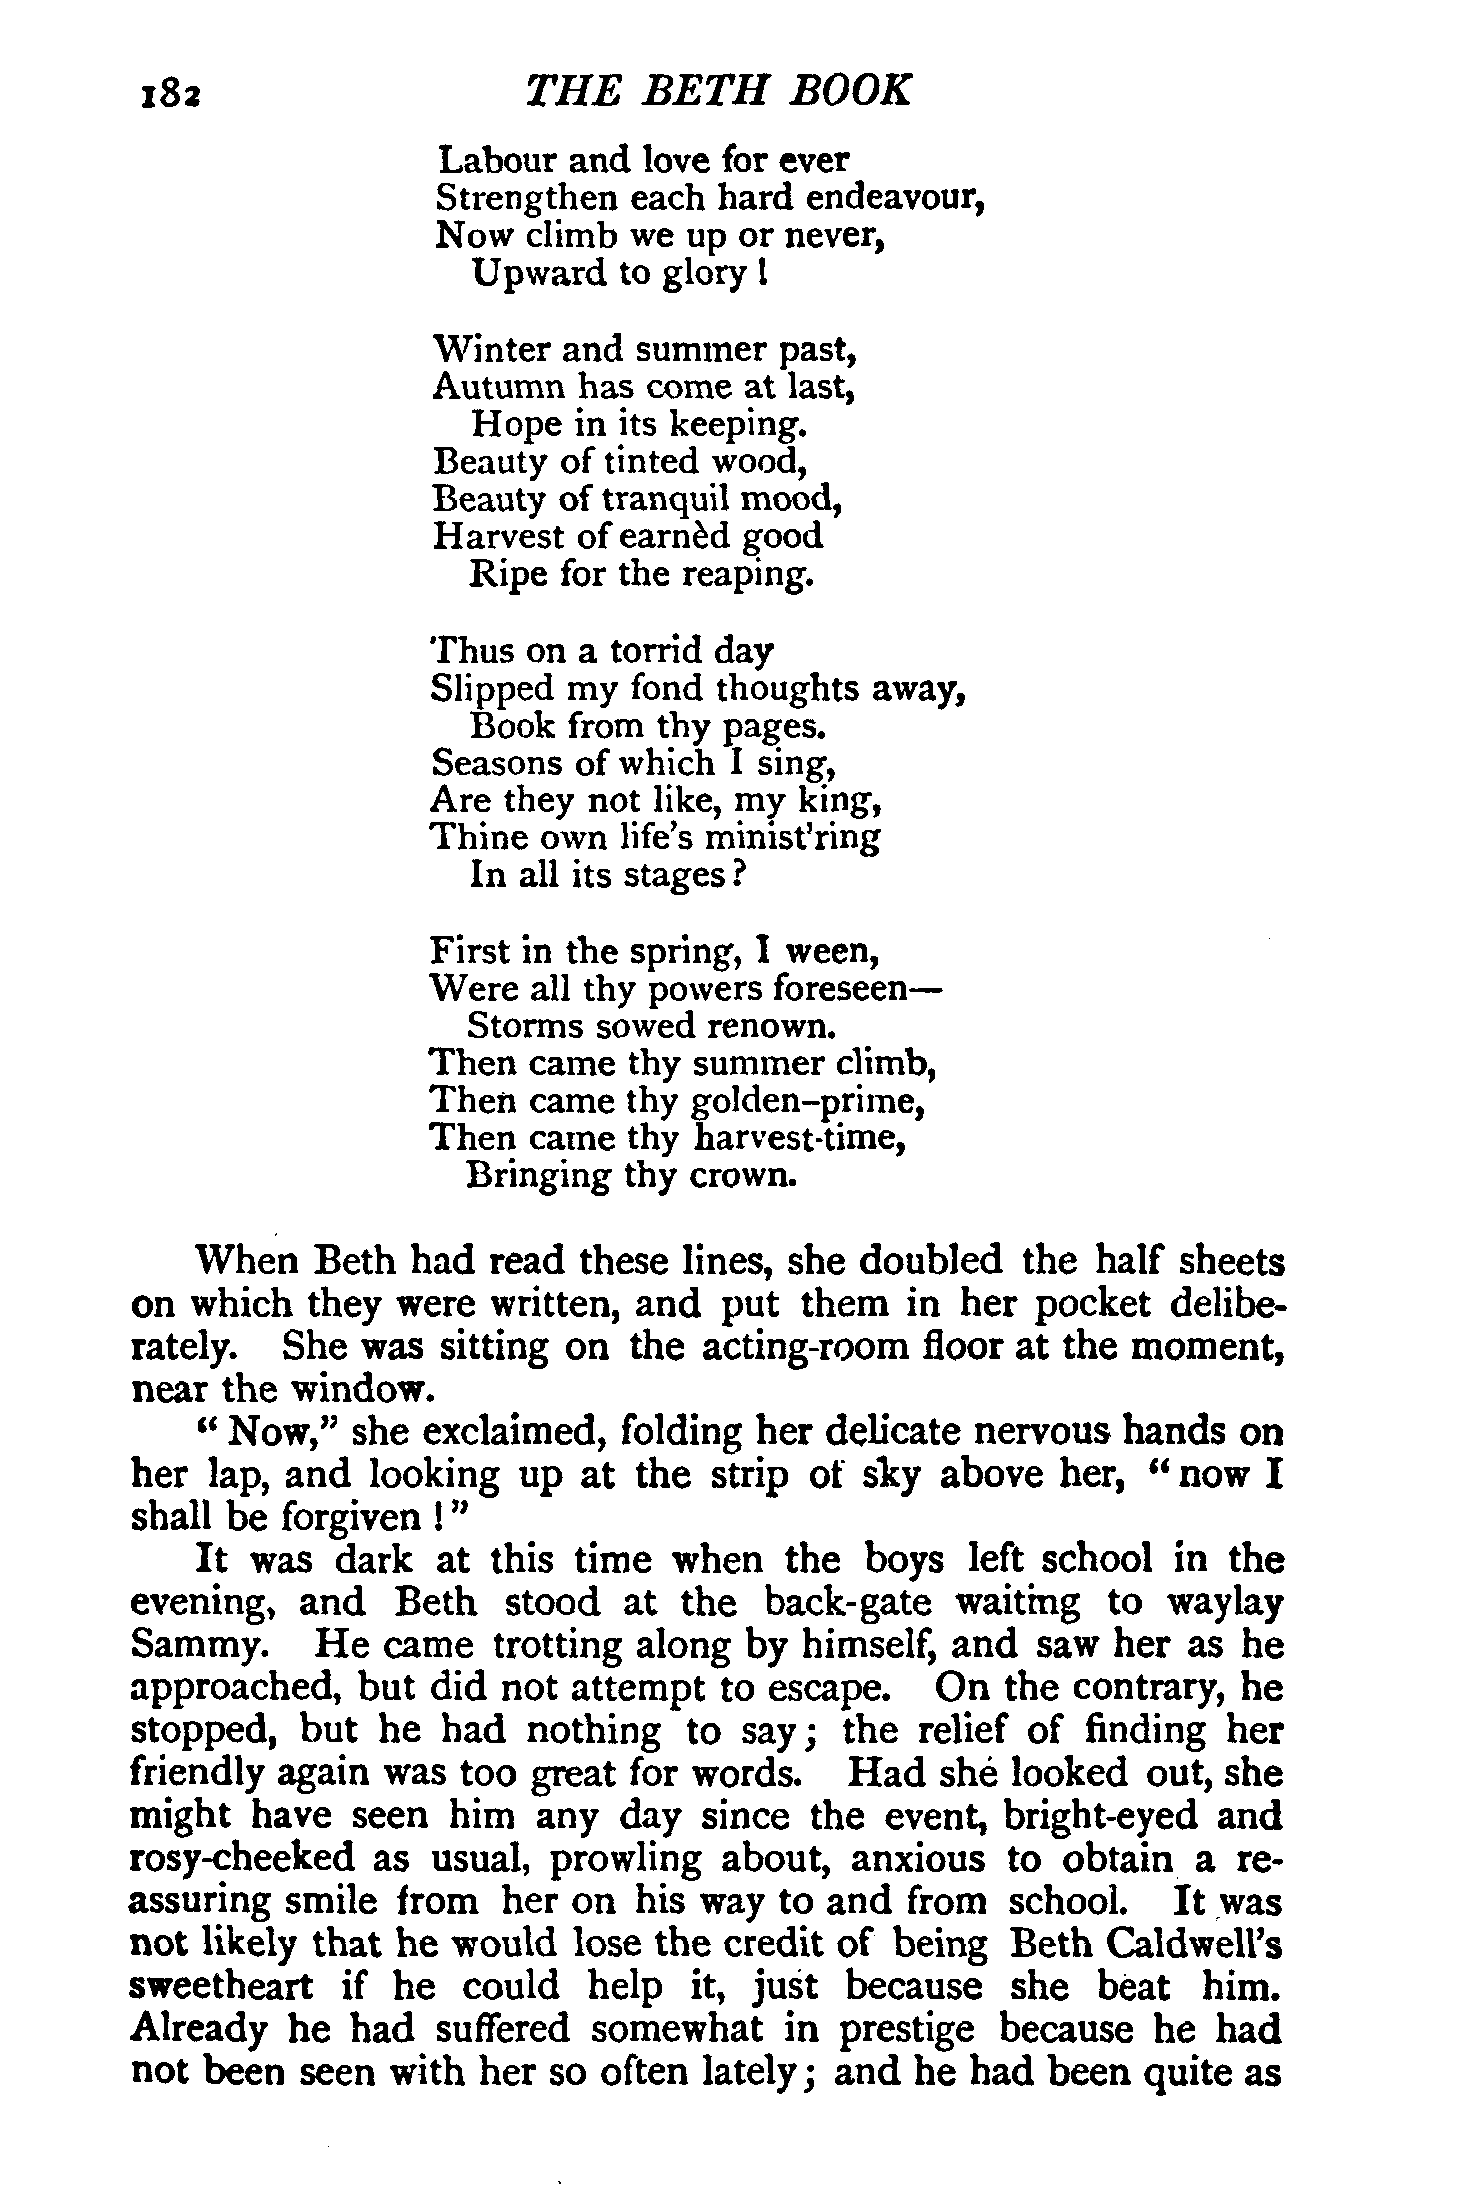 182 THE BETH BOOK
Labour and love for ever
Strengthen each hard endeavour,
Now climb we up or never,
Upward to glory!
Winter and summer past,
Autumn has come at last,
Hope in its keeping.
Beauty of tinted wood,
Beauty of tranquil mood,
Harvest of earnèd good
Ripe for the reaping.
Thus on a torrid day
Slipped my fond thoughts away,
Book from thy pages.
Seasons of which I sing,
Are they not like, my king,
Thine own life's minist'ring
In all its stages?
First in the spring, I ween,
Were all thy powers foreseen—
Storms sowed renown.
Then came thy summer climb,
Then came thy golden-prime,
Then came thy harvest-time,
Bringing thy crown.
When Beth had read these lines, she doubled the half sheets
on which they were written, and put them in her pocket delibe-
rately. She was sitting on the acting-room floor at the moment,
near the window.
"Now," she exclaimed, folding her delicate nervous hands on
her lap, and looking up at the strip of sky above her, "now I
shall be forgiven!"
It was dark at this time when the boys left school in the
evening, and Beth stood at the back-gate waiting to waylay
Sammy. He came trotting along by himself, and saw her as he
approached, but did not attempt to escape. On the contrary, he
stopped, but he had nothing to say; the relief of finding her
friendly again was too great for words. Had she looked out, she
might have seen him any day since the event, bright-eyed and
rosy-cheeked as usual, prowling about, anxious to obtain a re-
assuring smile from her on his way to and from school. It was
not likely that he would lose the credit of being Beth Caldwell's
sweetheart if he could help it, just because she beat him.
Already he had suffered somewhat in prestige because he had
not been seen with her so often lately; and he had been quite as